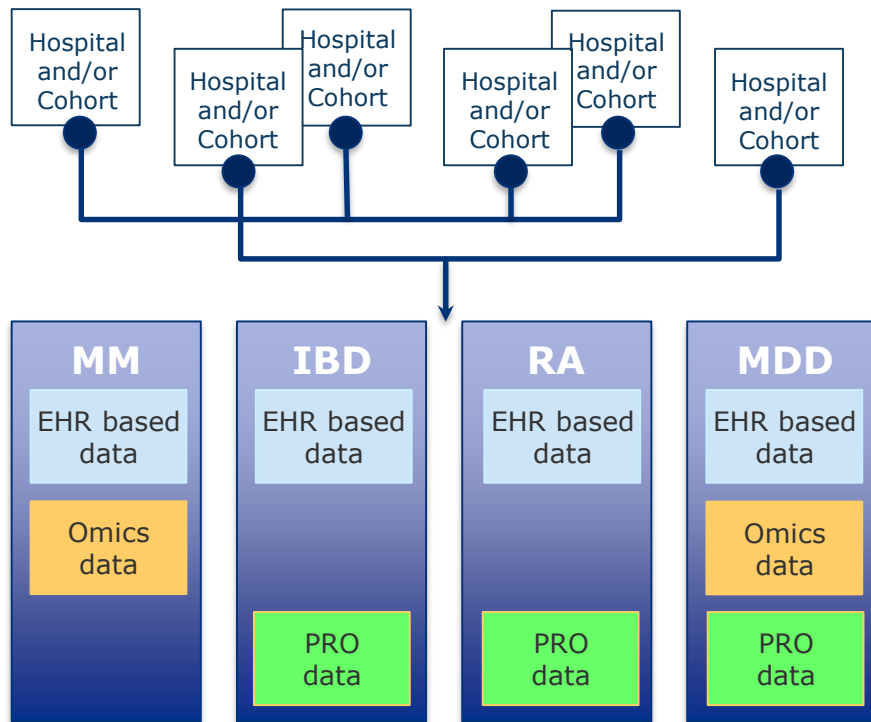 Hospital
and/or
Cohort
Hospital
and/or
Cohort
Hospital
and/or
Cohort
Hospital
and/or
Cohort
Hospital
and/or
Cohort
Hospital
and/or
Cohort
MM
EHR based
data
Omics
data
IBD
EHR based
data
PRO
data
RA
EHR based
data
PRO
data
MDD
EHR based
data
Omics
data
PRO
data